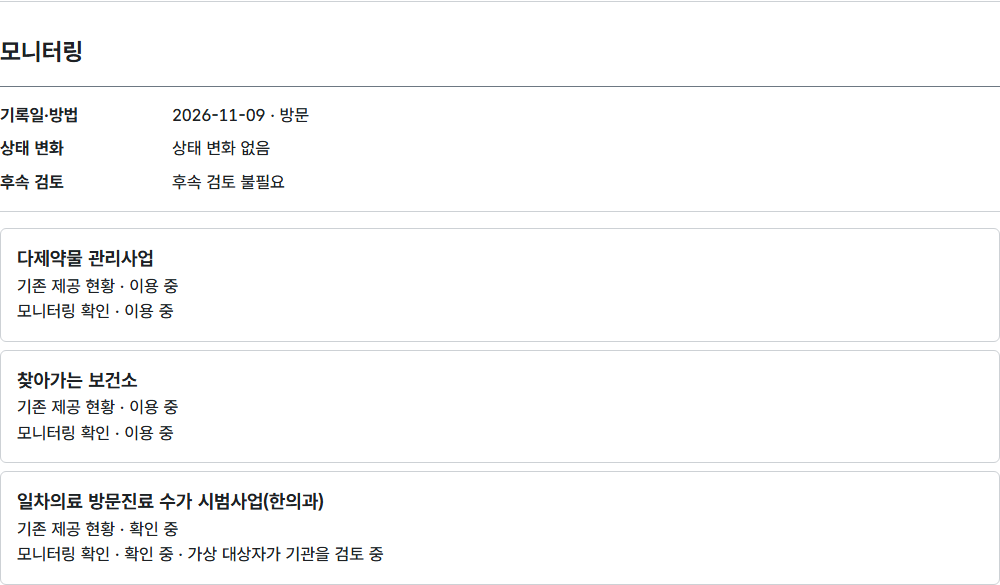 모니터링
기록일·방법 2026-11-09 · 방문
상태 변화 상태 변화 없음
후속 검토 후속 검토 불필요
다제약물 관리사업
기존 제공 현황 · 이용 중
모니터링 확인 · 이용 중
찾아가는 보건소
기존 제공 현황 · 이용 중
모니터링 확인 · 이용 중
일차의료 방문진료 수가 시범사업(한의과)
기존 제공 현황 · 확인 중
모니터링 확인 · 확인 중 · 가상 대상자가 기관을 검토 중